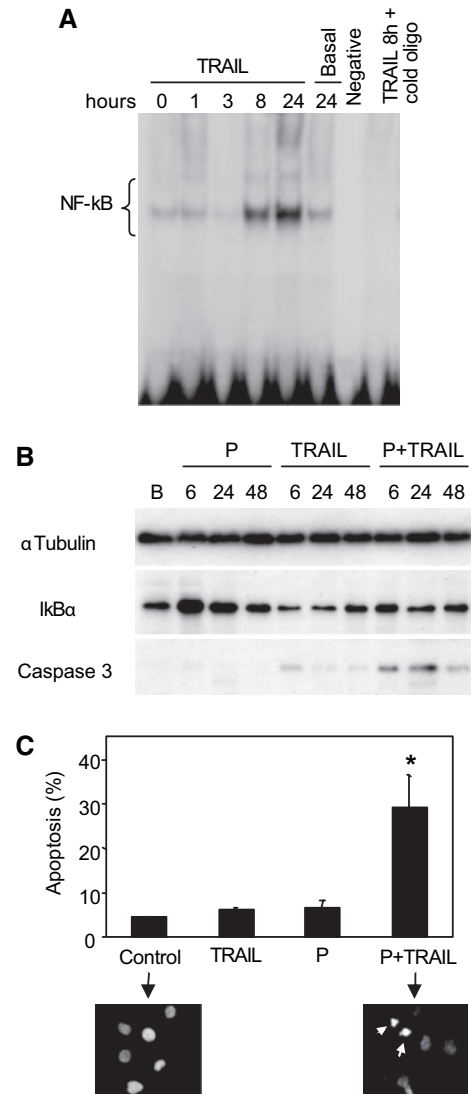 A
TRAIL
Basal
Negative
TRAIL 8h +
cold oligo
hours 0 1 3 8 24 24
NF-kB
B
P TRAIL P+TRAIL
B 6 24 48 6 24 48 6 24 48
α Tubulin
IkBα
Caspase 3
C
Apoptosis (%)
40
30
20
10
0
*
Control TRAIL P P+TRAIL